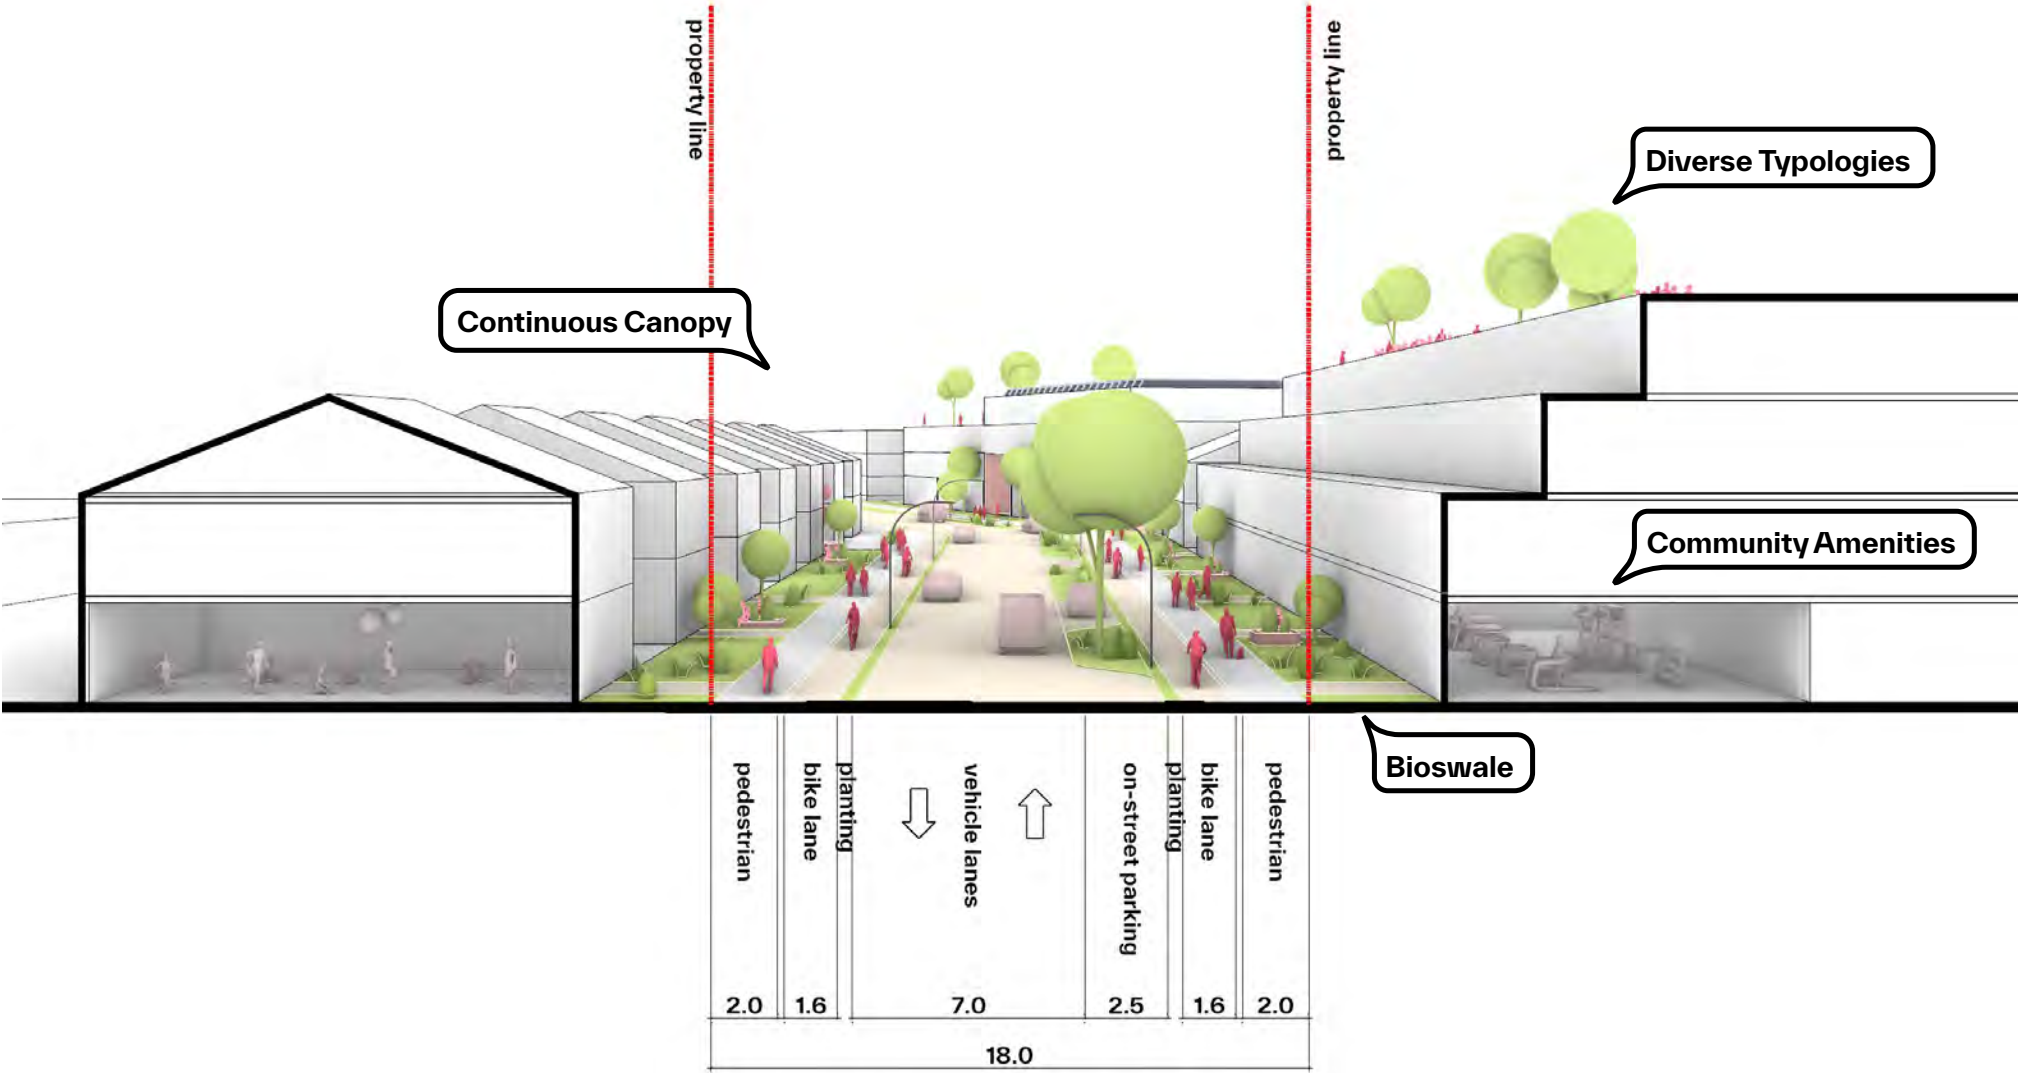 property line
property line
Diverse Typologies
Continuous Canopy
Community Amenities
Bioswale
pedestrian
bike lane
planting
vehicle lanes
on-street parking
planting
bike lane
pedestrian
2.0 1.6 7.0 2.5 1.6 2.0
18.0